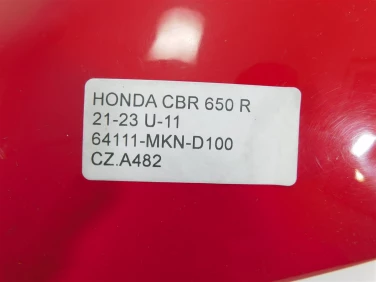 HONDA CBR 650 R
21-23 U-11
64111-MKN-D100
CZ.A482